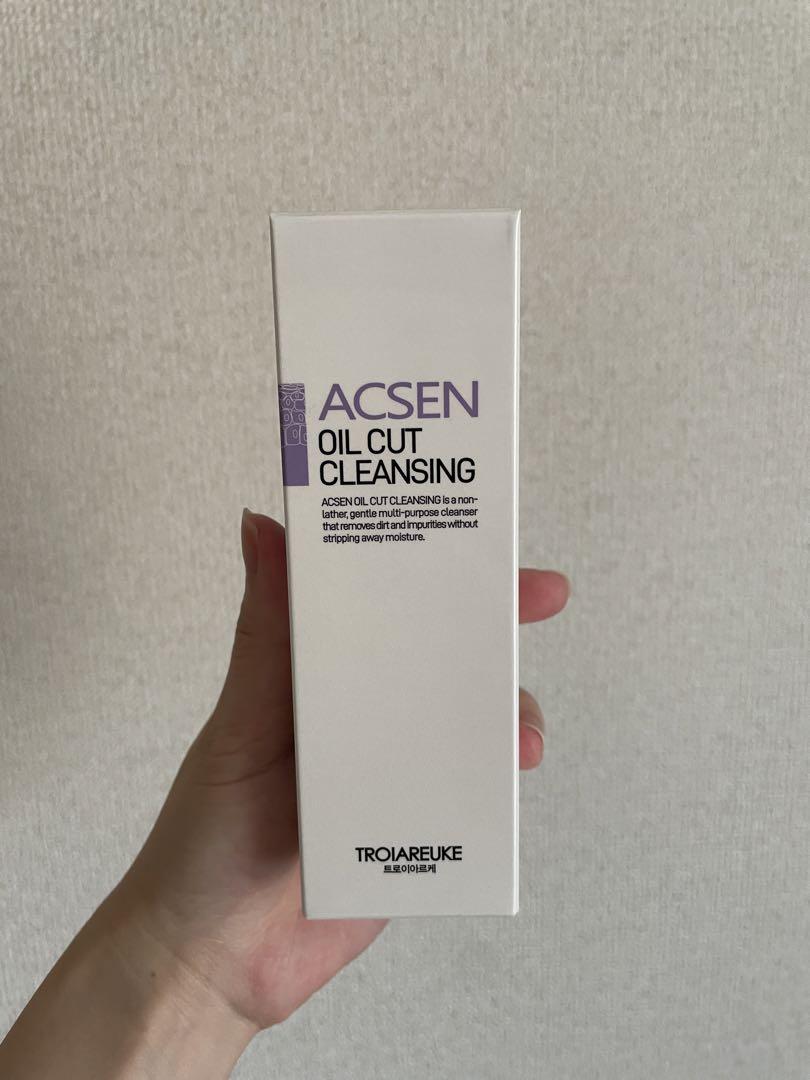 ACSEN
OIL CUT
CLEANSING
ACSEN OIL CUT CLEANSING is a non-
lather, gentle multi-purpose cleanser
that removes dirt and impurities without
stripping away moisture.
TROIAREUKE
트로이아르케